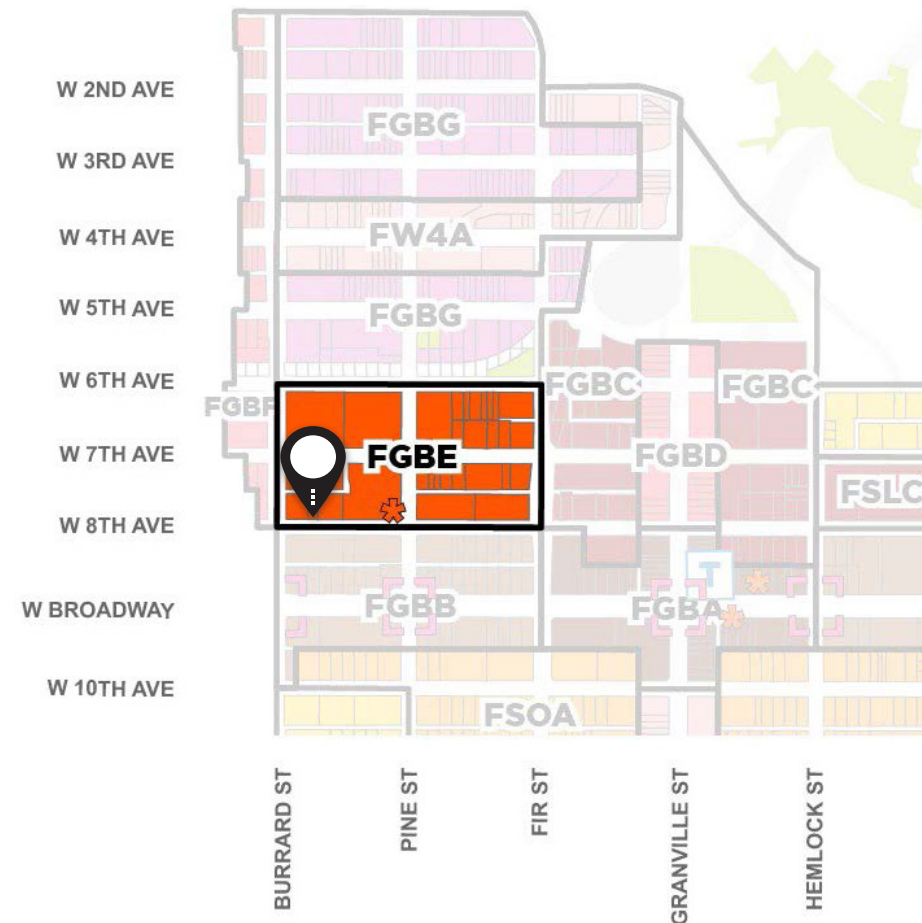 W 2ND AVE
FGBG
W 3RD AVE
W 4TH AVE
FW4A
W 5TH AVE
FGBG
W 6TH AVE
FGBC
FGBC
FGBF
W 7TH AVE
FGBE
FGBD
FSLC
W 8TH AVE
T
W BROADWAY
FGBB
FGBA
W 10TH AVE
FSOA
BURRARD ST
PINE ST
FIR ST
GRANVILLE ST
HEMLOCK ST